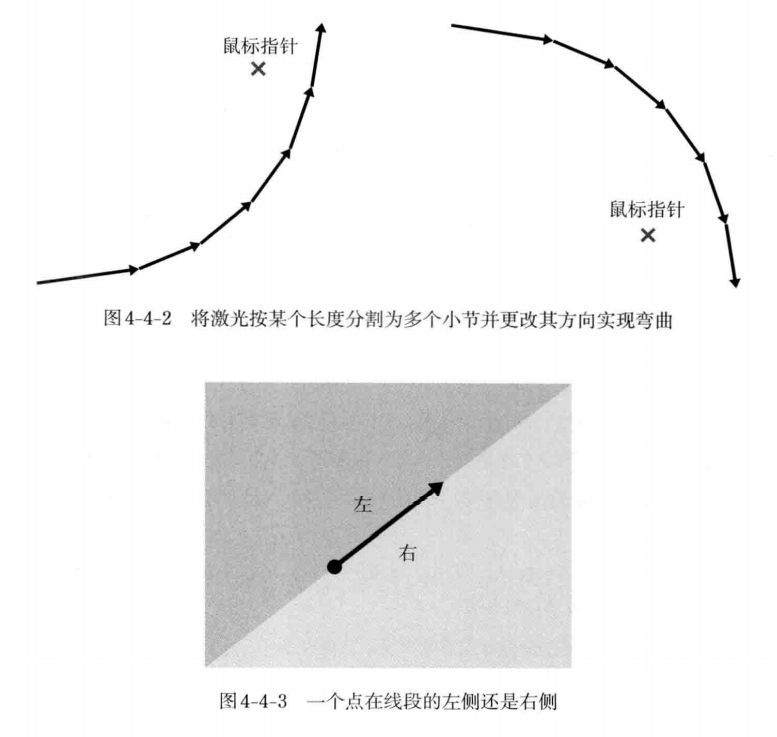 鼠标指针
鼠标指针
图4-4-2 将激光按某个长度分割为多个小节并更改其方向实现弯曲
左
右
图4-4-3 一个点在线段的左侧还是右侧